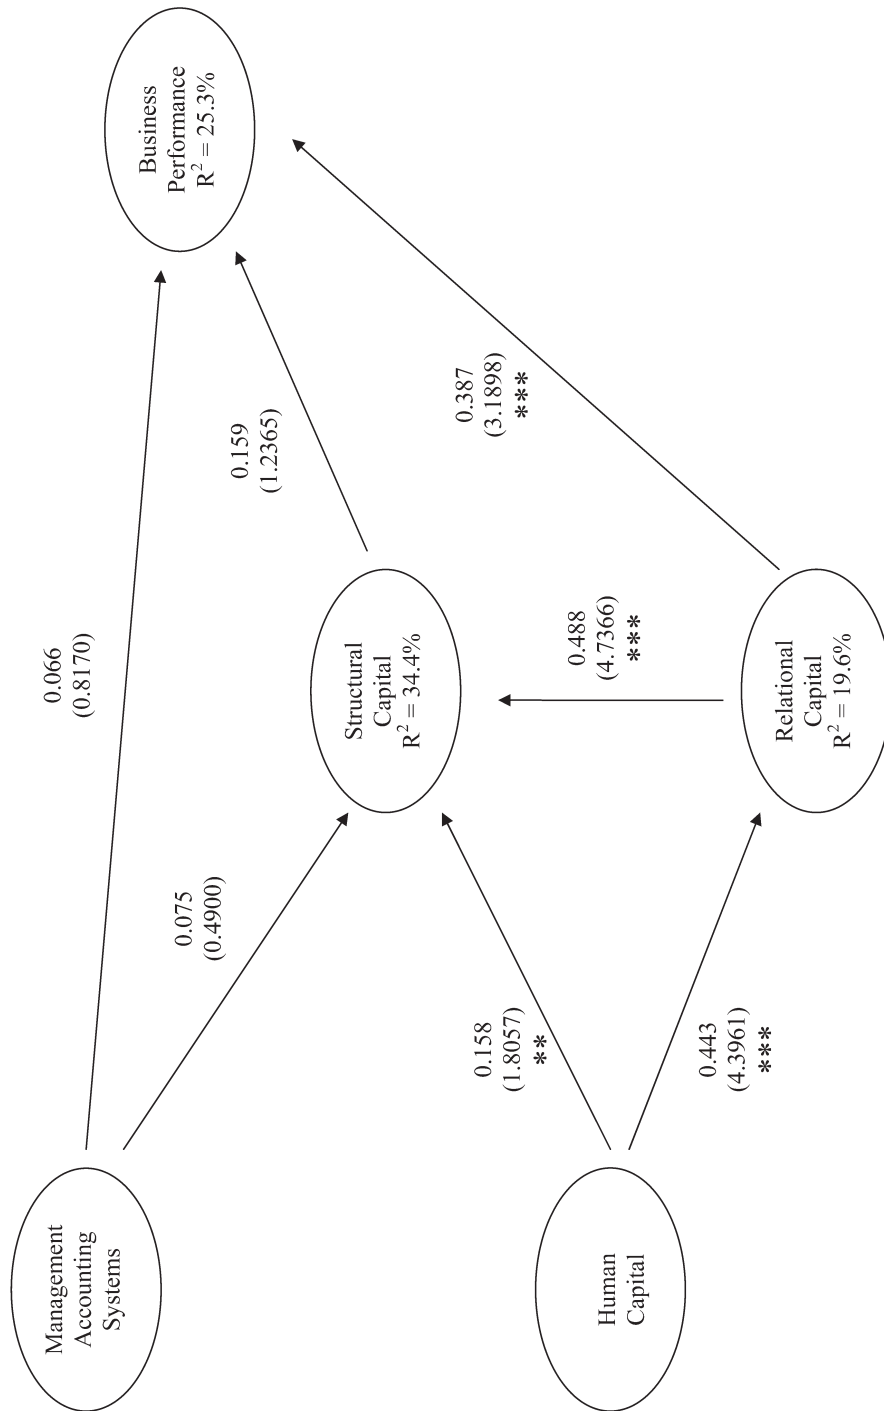 Management
Accounting
Systems
0.066
(0.8170)
Business
Performance
R² = 25.3%
0.075
(0.4900)
0.159
(1.2365)
Structural
Capital
R² = 34.4%
0.387
(3.1898)
***
0.158
(1.8057)
**
0.488
(4.7366)
***
Human
Capital
0.443
(4.3961)
***
Relational
Capital
R² = 19.6%